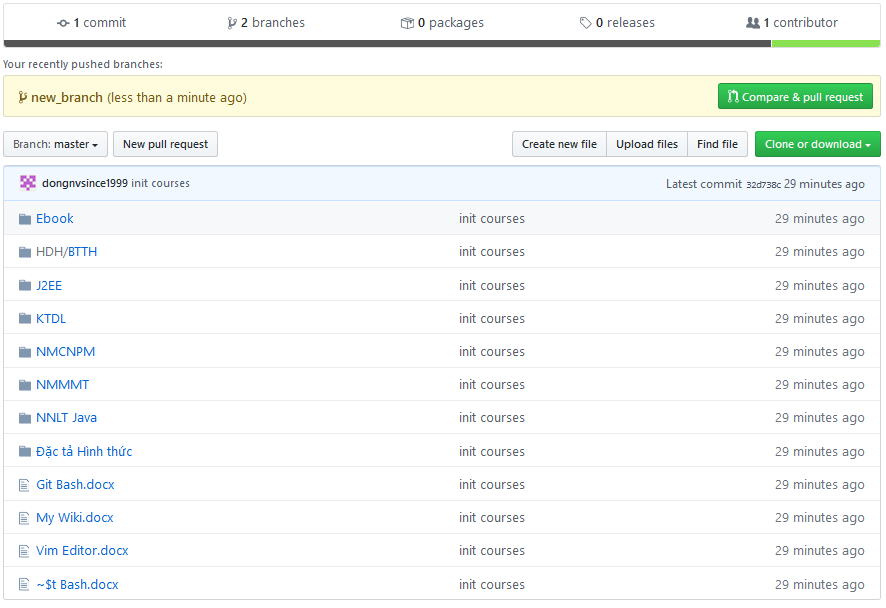 1 commit 2 branches 0 packages 0 releases 1 contributor
Your recently pushed branches:
new_branch (less than a minute ago) Compare & pull request
Branch: master New pull request Create new file Upload files Find file Clone or download
dongnvsince1999 init courses Latest commit 32d738c 29 minutes ago
Ebook init courses 29 minutes ago
HDH/BTTH init courses 29 minutes ago
J2EE init courses 29 minutes ago
KTDL init courses 29 minutes ago
NMCNPM init courses 29 minutes ago
NMMMT init courses 29 minutes ago
NNLT Java init courses 29 minutes ago
Đặc tả Hình thức init courses 29 minutes ago
Git Bash.docx init courses 29 minutes ago
My Wiki.docx init courses 29 minutes ago
Vim Editor.docx init courses 29 minutes ago
~$t Bash.docx init courses 29 minutes ago